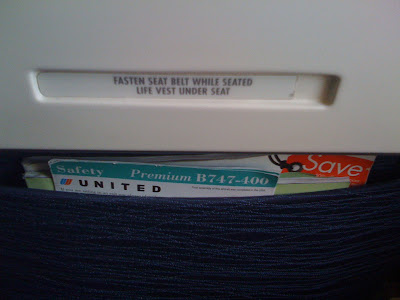 FASTEN SEAT BELT WHILE SEATED
LIFE VEST UNDER SEAT
Safety Premium B747-400
UNITED
Save